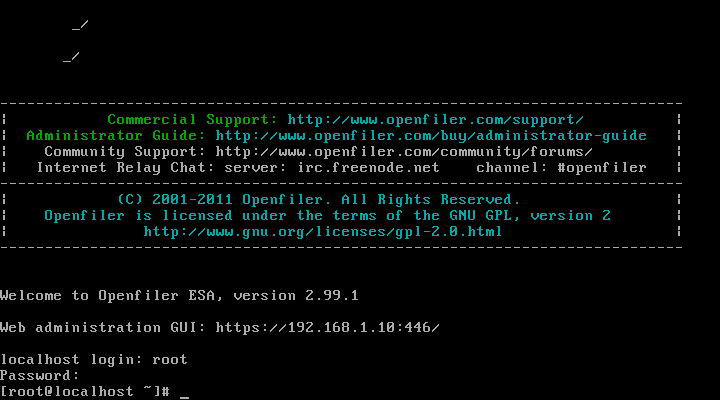 _/
_/
--------------------------------------------------------------------------------
¦ Commercial Support: http://www.openfiler.com/support/ ¦
¦ Administrator Guide: http://www.openfiler.com/buy/administrator-guide ¦
¦ Community Support: http://www.openfiler.com/community/forums/ ¦
¦ Internet Relay Chat: server: irc.freenode.net channel: #openfiler ¦
--------------------------------------------------------------------------------
¦ (C) 2001-2011 Openfiler. All Rights Reserved. ¦
¦ Openfiler is licensed under the terms of the GNU GPL, version 2 ¦
¦ http://www.gnu.org/licenses/gpl-2.0.html ¦
--------------------------------------------------------------------------------
Welcome to Openfiler ESA, version 2.99.1
Web administration GUI: https://192.168.1.10:446/
localhost login: root
Password:
[root@localhost ~]# _